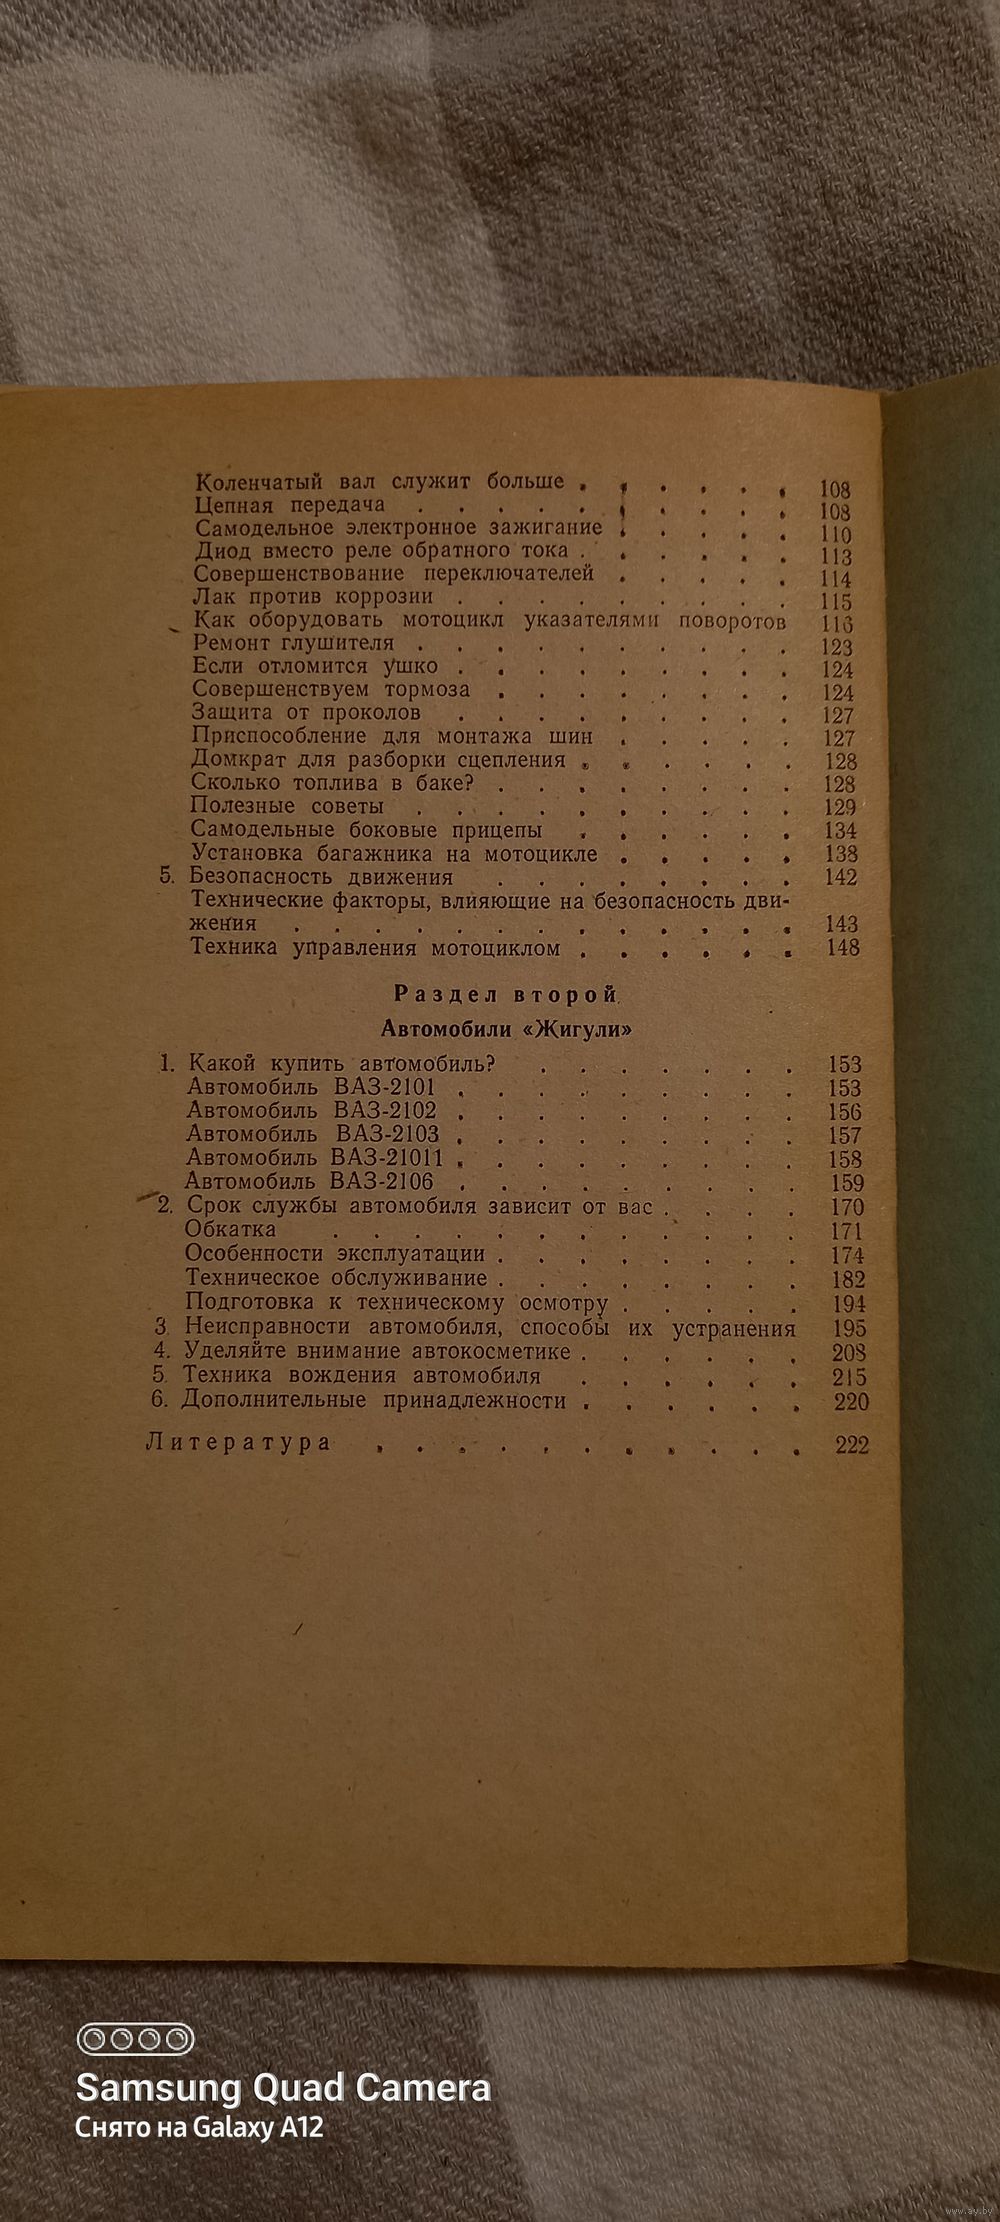 Коленчатый вал служит больше . . . . . . 108
Цепная передача . . . . . . . . . . 108
Самодельное электронное зажигание . . . . . 110
Диод вместо реле обратного тока . . . . . . 113
Совершенствование переключателей . . . . . 114
Лак против коррозии . . . . . . . . . 115
Как оборудовать мотоцикл указателями поворотов 116
Ремонт глушителя . . . . . . . . . . 123
Если отломится ушко . . . . . . . . . 124
Совершенствуем тормоза . . . . . . . . 124
Защита от проколов . . . . . . . . . 127
Приспособление для монтажа шин . . . . . 127
Домкрат для разборки сцепления . . . . . . 128
Сколько топлива в баке? . . . . . . . . 128
Полезные советы . . . . . . . . . . 129
Самодельные боковые прицепы . . . . . . 134
Установка багажника на мотоцикле . . . . . 138
5. Безопасность движения . . . . . . . . 142
Технические факторы, влияющие на безопасность дви-
жения . . . . . . . . . . . . . 143
Техника управления мотоциклом . . . . . . 148
Раздел второй
Автомобили «Жигули»
1. Какой купить автомобиль? . . . . . . . 153
Автомобиль ВАЗ-2101 . . . . . . . . . 153
Автомобиль ВАЗ-2102 . . . . . . . . . 156
Автомобиль ВАЗ-2103 . . . . . . . . . 157
Автомобиль ВАЗ-21011 . . . . . . . . . 158
Автомобиль ВАЗ-2106 . . . . . . . . . 159
2. Срок службы автомобиля зависит от вас . . . . 170
Обкатка . . . . . . . . . . . . 171
Особенности эксплуатации . . . . . . . . 174
Техническое обслуживание . . . . . . . . 182
Подготовка к техническому осмотру . . . . . 194
3. Неисправности автомобиля, способы их устранения 195
4. Уделяйте внимание автокосметике . . . . . . 208
5. Техника вождения автомобиля . . . . . . 215
6. Дополнительные принадлежности . . . . . . 220
Литература . . . . . . . . . . . 222
Samsung Quad Camera
Снято на Galaxy A12
www.ay.by